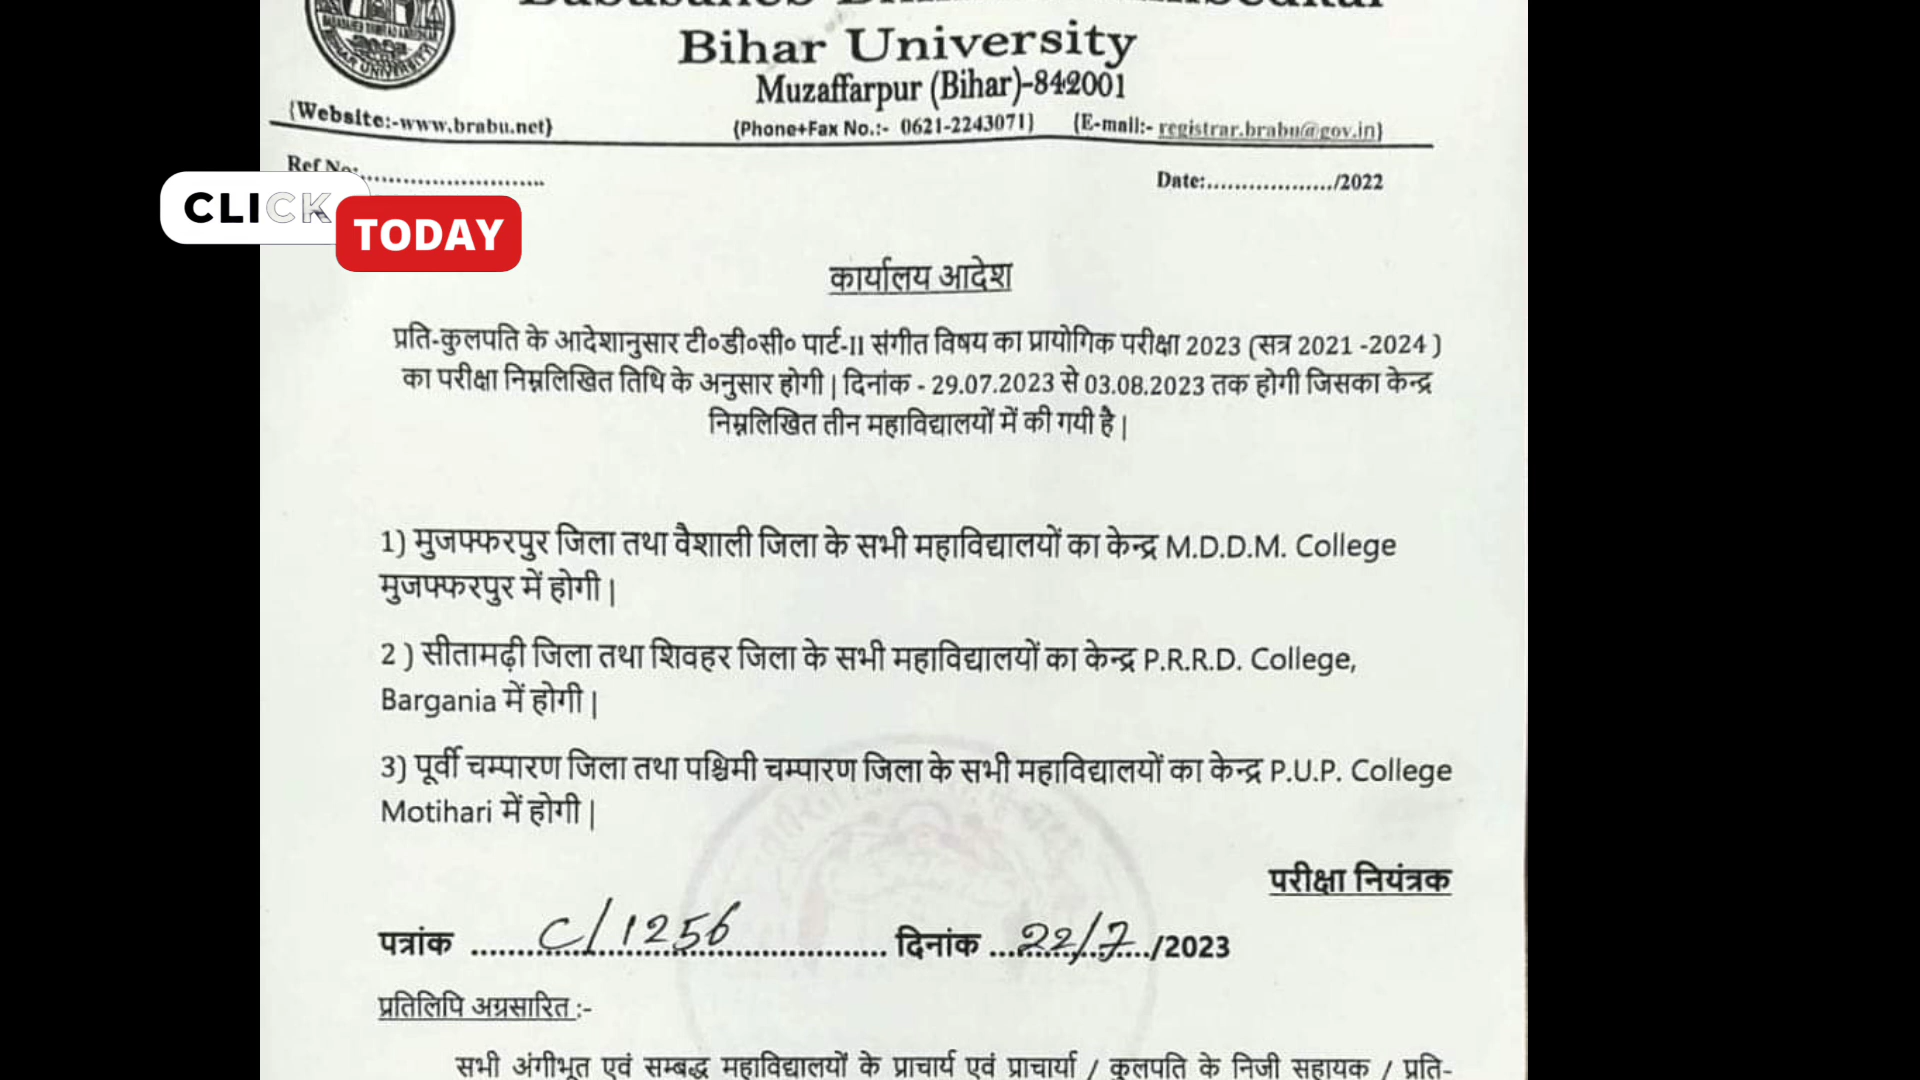 Bihar University
Muzaffarpur (Bihar)-842001
{Website:-www.brabu.net}
{Phone+Fax No.:- 0621-2243071} {E-mail:- registrar.brabu@gov.in}
Ref No:................................
Date:.................../2022
CLICK
TODAY
कार्यालय आदेश
प्रति-कुलपति के आदेशानुसार टी०डी०सी० पार्ट-II संगीत विषय का प्रायोगिक परीक्षा 2023 (सत्र 2021 -2024 )
का परीक्षा निम्नलिखित तिथि के अनुसार होगी | दिनांक - 29.07.2023 से 03.08.2023 तक होगी जिसका केन्द्र
निम्नलिखित तीन महाविद्यालयों में की गयी है |
1) मुजफ्फरपुर जिला तथा वैशाली जिला के सभी महाविद्यालयों का केन्द्र M.D.D.M. College
मुजफ्फरपुर में होगी |
2 ) सीतामढ़ी जिला तथा शिवहर जिला के सभी महाविद्यालयों का केन्द्र P.R.R.D. College,
Bargania में होगी |
3) पूर्वी चम्पारण जिला तथा पश्चिमी चम्पारण जिला के सभी महाविद्यालयों का केन्द्र P.U.P. College
Motihari में होगी |
परीक्षा नियंत्रक
पत्रांक ....C/1256.... दिनांक ....22/7..../2023
प्रतिलिपि अग्रसारित :-
सभी अंगीभूत एवं सम्बद्ध महाविद्यालयों के प्राचार्य एवं प्राचार्या / कुलपति के निजी सहायक / प्रति-